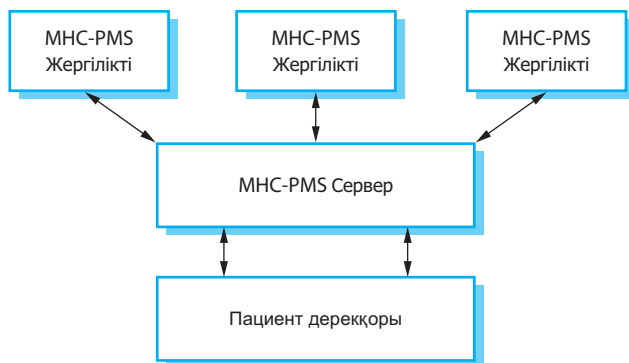 MHC-PMS
Жергілікті
MHC-PMS
Жергілікті
MHC-PMS
Жергілікті
MHC-PMS Сервер
Пациент дерекқоры